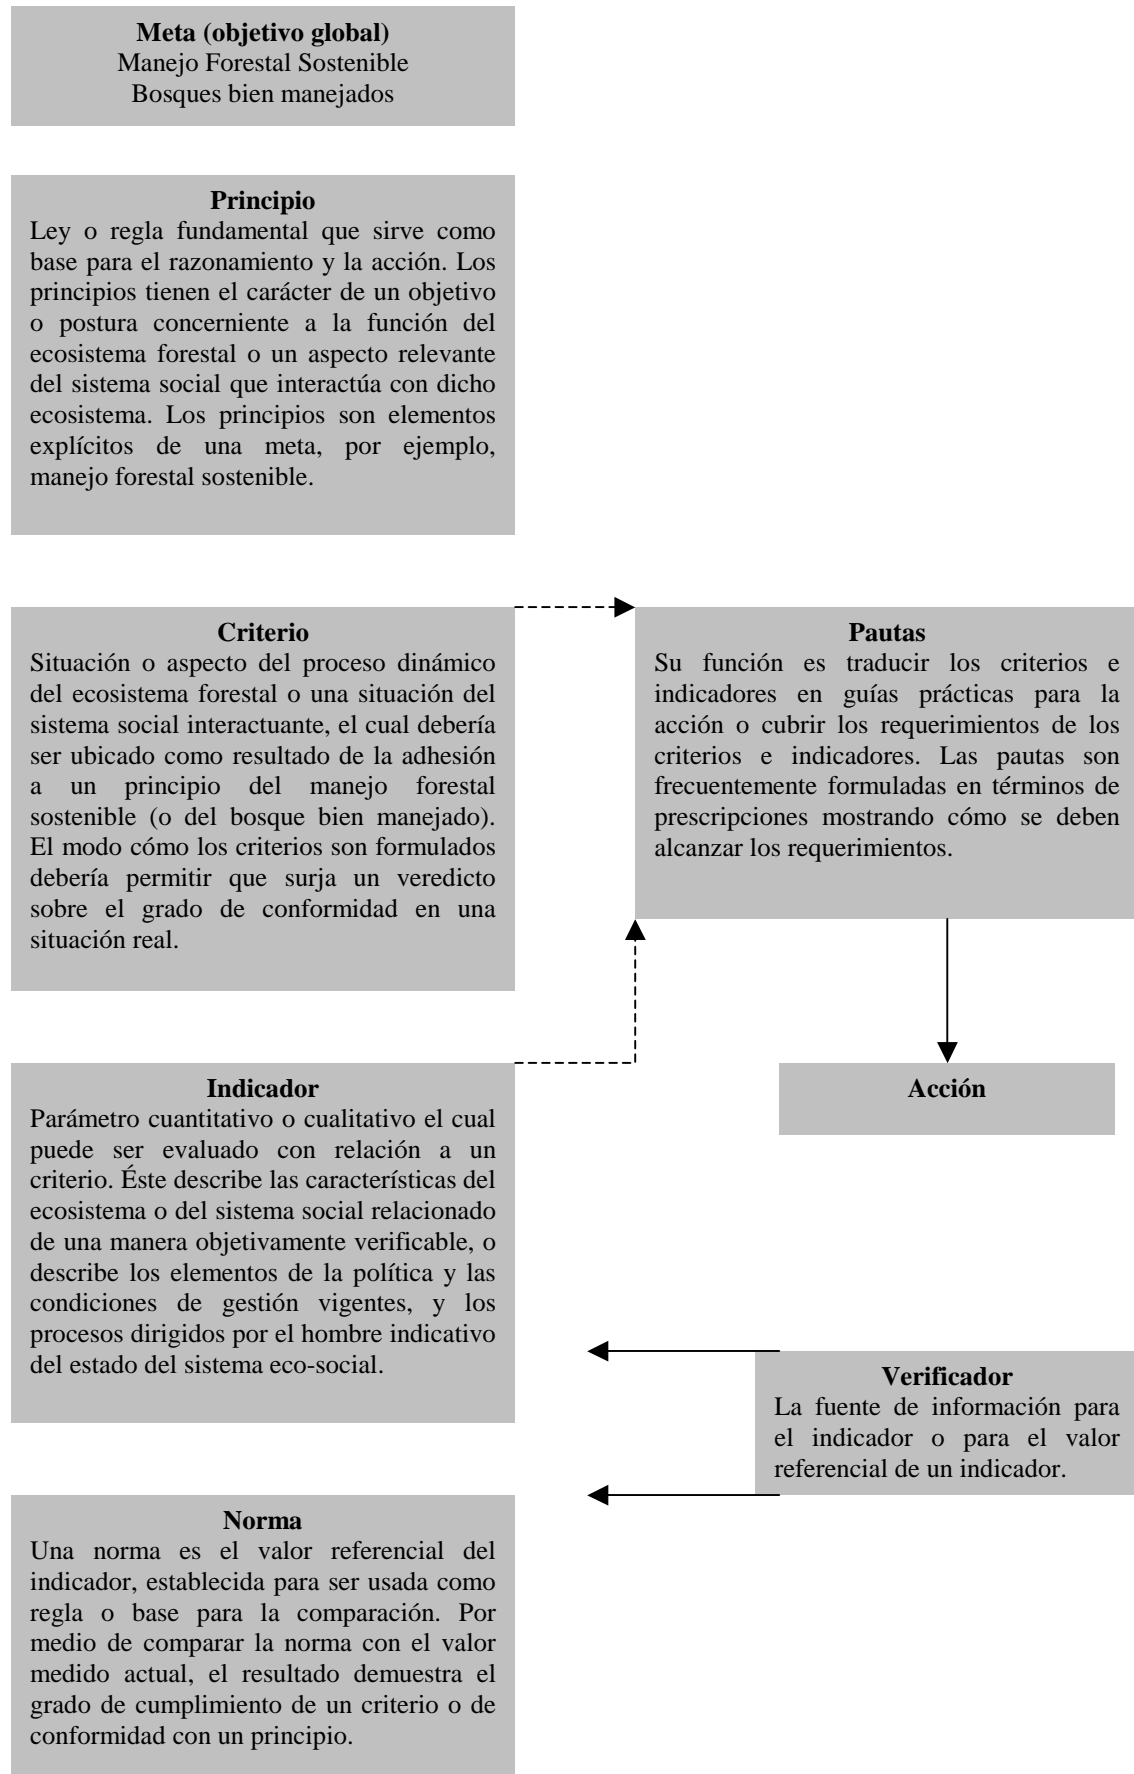 Meta (objetivo global)
Manejo Forestal Sostenible
Bosques bien manejados
Principio
Ley o regla fundamental que sirve como
base para el razonamiento y la acción. Los
principios tienen el carácter de un objetivo
o postura concerniente a la función del
ecosistema forestal o un aspecto relevante
del sistema social que interactúa con dicho
ecosistema. Los principios son elementos
explícitos de una meta, por ejemplo,
manejo forestal sostenible.
Criterio
Situación o aspecto del proceso dinámico
del ecosistema forestal o una situación del
sistema social interactuante, el cual debería
ser ubicado como resultado de la adhesión
a un principio del manejo forestal
sostenible (o del bosque bien manejado).
El modo cómo los criterios son formulados
debería permitir que surja un veredicto
sobre el grado de conformidad en una
situación real.
Pautas
Su función es traducir los criterios e
indicadores en guías prácticas para la
acción o cubrir los requerimientos de los
criterios e indicadores. Las pautas son
frecuentemente formuladas en términos de
prescripciones mostrando cómo se deben
alcanzar los requerimientos.
Indicador
Parámetro cuantitativo o cualitativo el cual
puede ser evaluado con relación a un
criterio. Éste describe las características del
ecosistema o del sistema social relacionado
de una manera objetivamente verificable, o
describe los elementos de la política y las
condiciones de gestión vigentes, y los
procesos dirigidos por el hombre indicativo
del estado del sistema eco-social.
Acción
Verificador
La fuente de información para
el indicador o para el valor
referencial de un indicador.
Norma
Una norma es el valor referencial del
indicador, establecida para ser usada como
regla o base para la comparación. Por
medio de comparar la norma con el valor
medido actual, el resultado demuestra el
grado de cumplimiento de un criterio o de
conformidad con un principio.